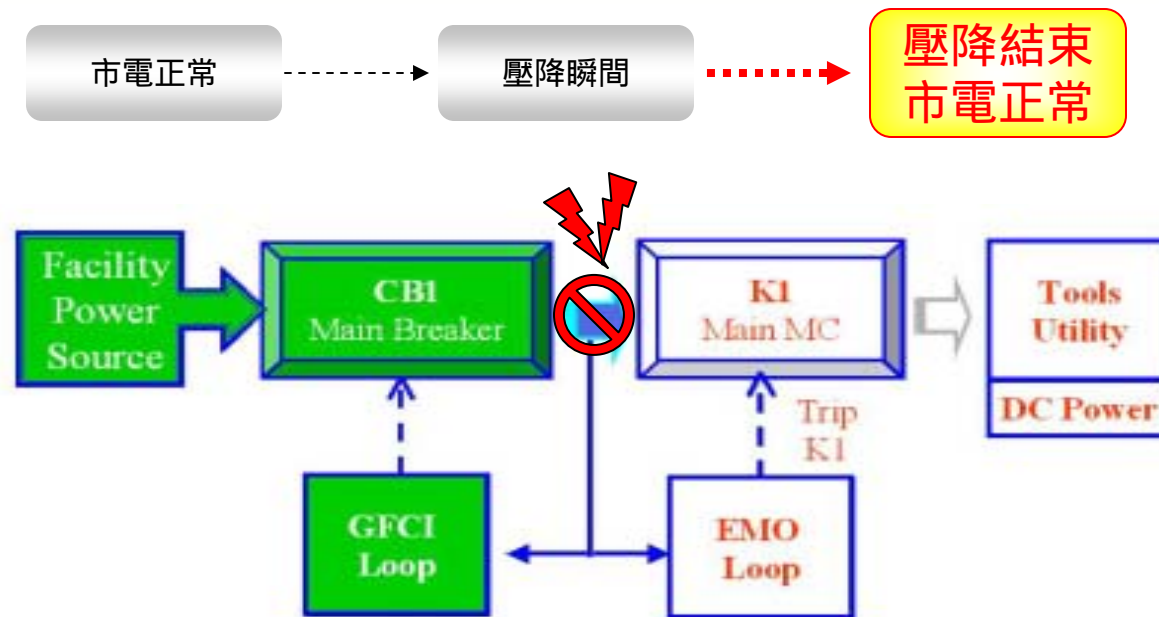 市電正常
壓降瞬間
壓降結束
市電正常
Facility
Power
Source
CB1
Main Breaker
K1
Main MC
Tools
Utility
DC Power
Trip
K1
GFCI
Loop
EMO
Loop